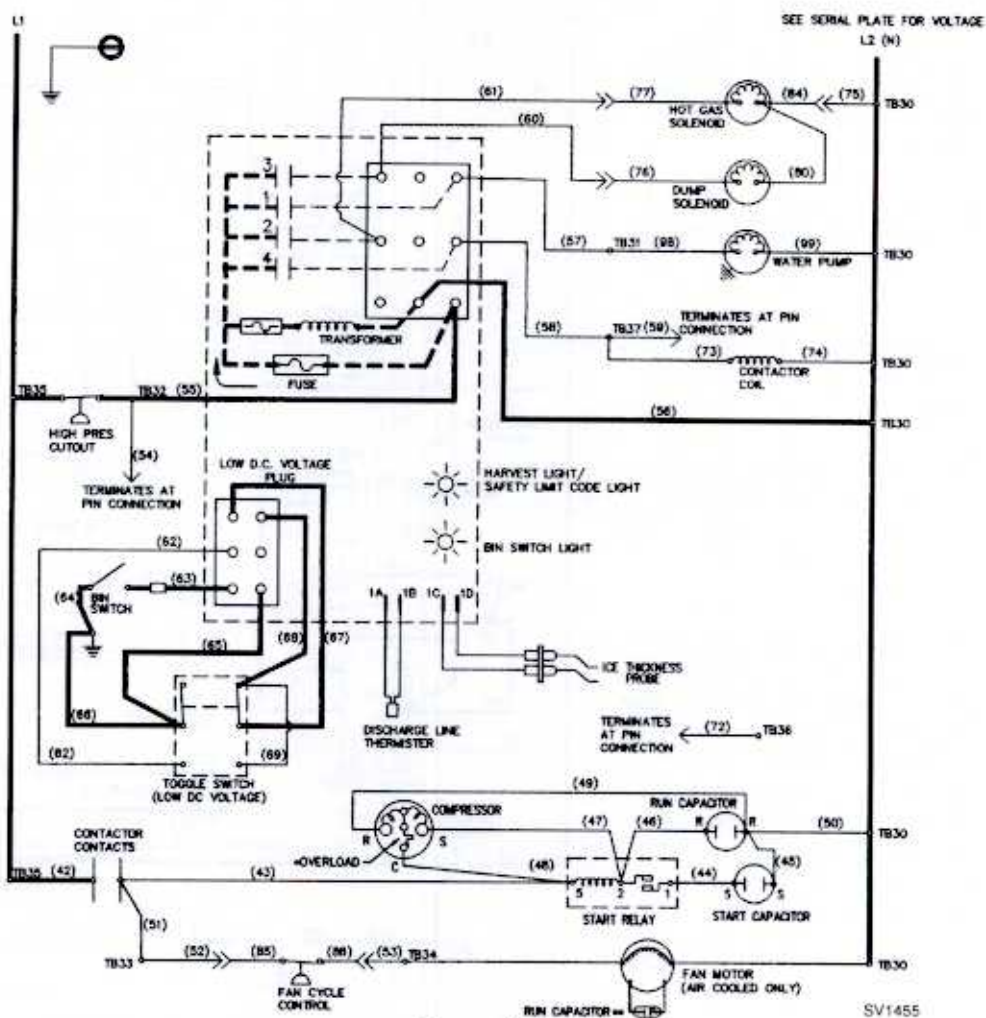 L1
SEE SERIAL PLATE FOR VOLTAGE
L2 (N)
(61)
(77)
HOT GAS
SOLENOID
(84)
(75)
TB30
(60)
(76)
DUMP
SOLENOID
(80)
3
1
2
4
(57)
TB31
(98)
(99)
WATER PUMP
TB30
TRANSFORMER
FUSE
(58)
TB37
(59)
TERMINATES AT PIN
CONNECTION
(73)
(74)
CONTACTOR
COIL
TB30
TB35
HIGH PRES
CUTOUT
TB32
(55)
(56)
TB30
(54)
TERMINATES AT
PIN CONNECTION
LOW D.C. VOLTAGE
PLUG
HARVEST LIGHT/
SAFETY LIMIT CODE LIGHT
BIN SWITCH LIGHT
(62)
(63)
(64)
BIN
SWITCH
(65)
(68)
(67)
(66)
(62)
(69)
TOGGLE SWITCH
(LOW DC VOLTAGE)
1A
1B
1C
1D
ICE THICKNESS
PROBE
DISCHARGE LINE
THERMISTER
TERMINATES
AT PIN
CONNECTION
(72)
TB36
(49)
COMPRESSOR
R
S
C
*OVERLOAD
(47)
(46)
RUN CAPACITOR
R
R
(50)
TB30
(48)
(45)
(44)
5
2
1
START RELAY
S
S
START CAPACITOR
CONTACTOR
CONTACTS
TB35
(42)
(43)
(51)
TB33
(52)
(85)
(86)
(53)
TB34
FAN CYCLE
CONTROL
FAN MOTOR
(AIR COOLED ONLY)
TB30
RUN CAPACITOR **
SV1455